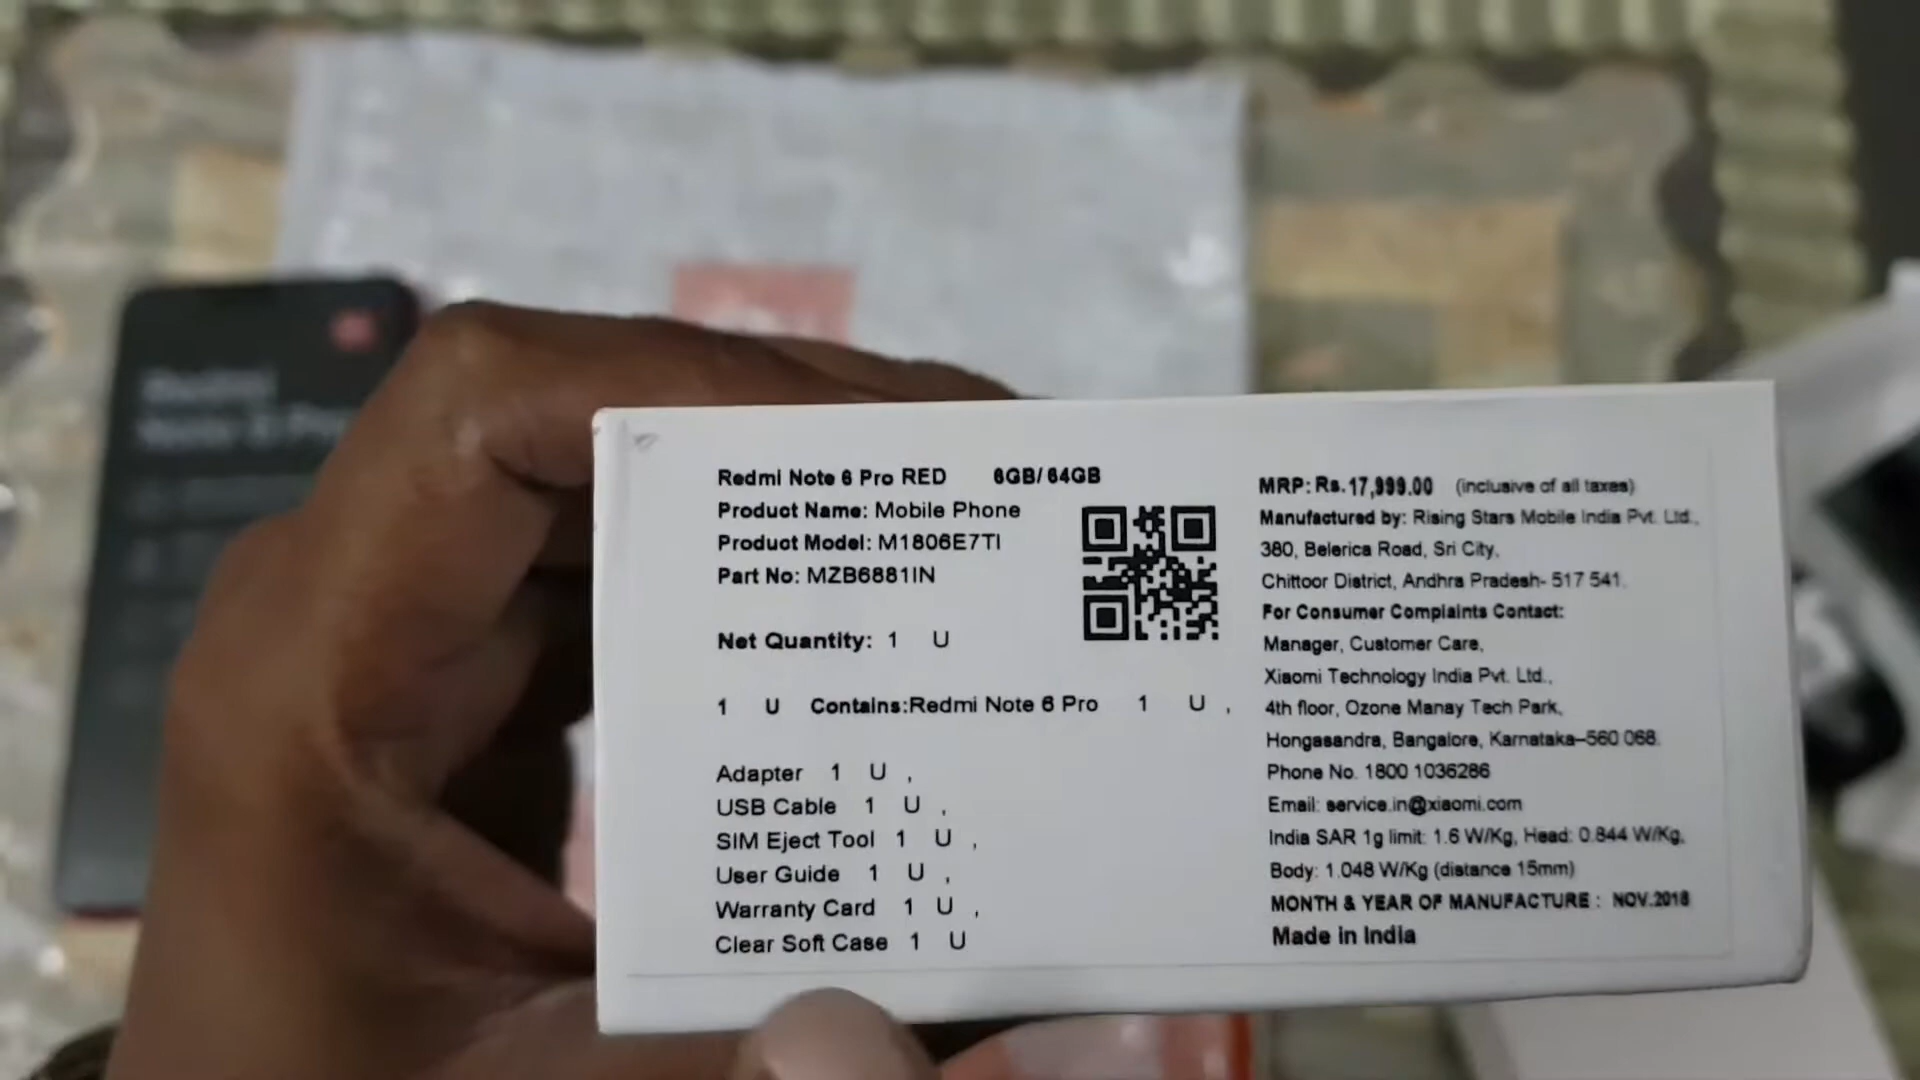 Redmi Note 6 Pro RED 6GB/64GB
Product Name: Mobile Phone
Product Model: M1806E7TI
Part No: MZB6881IN
Net Quantity: 1 U
1 U Contains:Redmi Note 6 Pro 1 U ,
Adapter 1 U ,
USB Cable 1 U ,
SIM Eject Tool 1 U ,
User Guide 1 U ,
Warranty Card 1 U ,
Clear Soft Case 1 U
MRP: Rs. 17,999.00 (inclusive of all taxes)
Manufactured by: Rising Stars Mobile India Pvt. Ltd.,
380, Belerica Road, Sri City,
Chittoor District, Andhra Pradesh- 517 541.
For Consumer Complaints Contact:
Manager, Customer Care,
Xiaomi Technology India Pvt. Ltd.,
4th floor, Ozone Manay Tech Park,
Hongasandra, Bangalore, Karnataka–560 068.
Phone No. 1800 1036286
Email: service.in@xiaomi.com
India SAR 1g limit: 1.6 W/Kg, Head: 0.844 W/Kg,
Body: 1.048 W/Kg (distance 15mm)
MONTH & YEAR OF MANUFACTURE : NOV.2018
Made in India
Redmi
Note 6 Pro